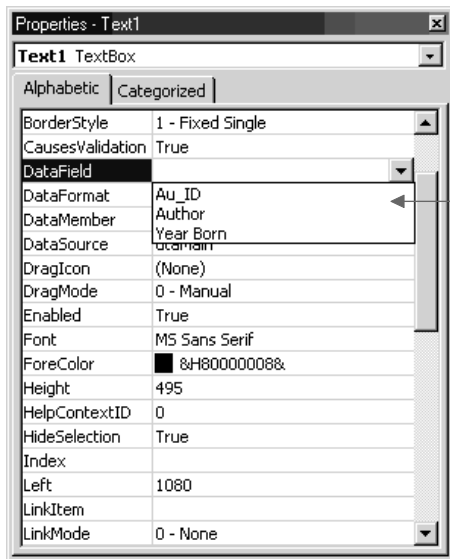 Properties - Text1
Text1 TextBox
Alphabetic Categorized
BorderStyle 1 - Fixed Single
CausesValidation True
DataField
DataFormat Au_ID
DataMember Author
Year Born
DataSource
DragIcon (None)
DragMode 0 - Manual
Enabled True
Font MS Sans Serif
ForeColor &H80000008&
Height 495
HelpContextID 0
HideSelection True
Index
Left 1080
LinkItem
LinkMode 0 - None